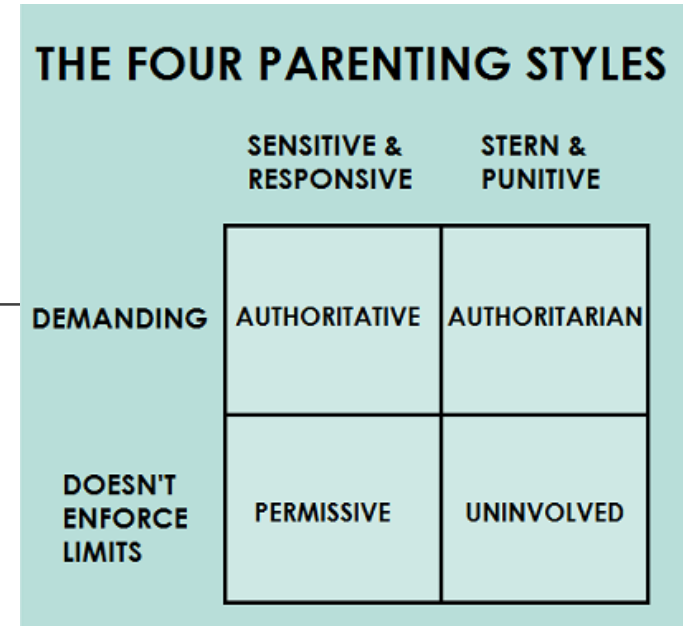 THE FOUR PARENTING STYLES
SENSITIVE &
RESPONSIVE
STERN &
PUNITIVE
DEMANDING
AUTHORITATIVE
AUTHORITARIAN
DOESN'T
ENFORCE
LIMITS
PERMISSIVE
UNINVOLVED